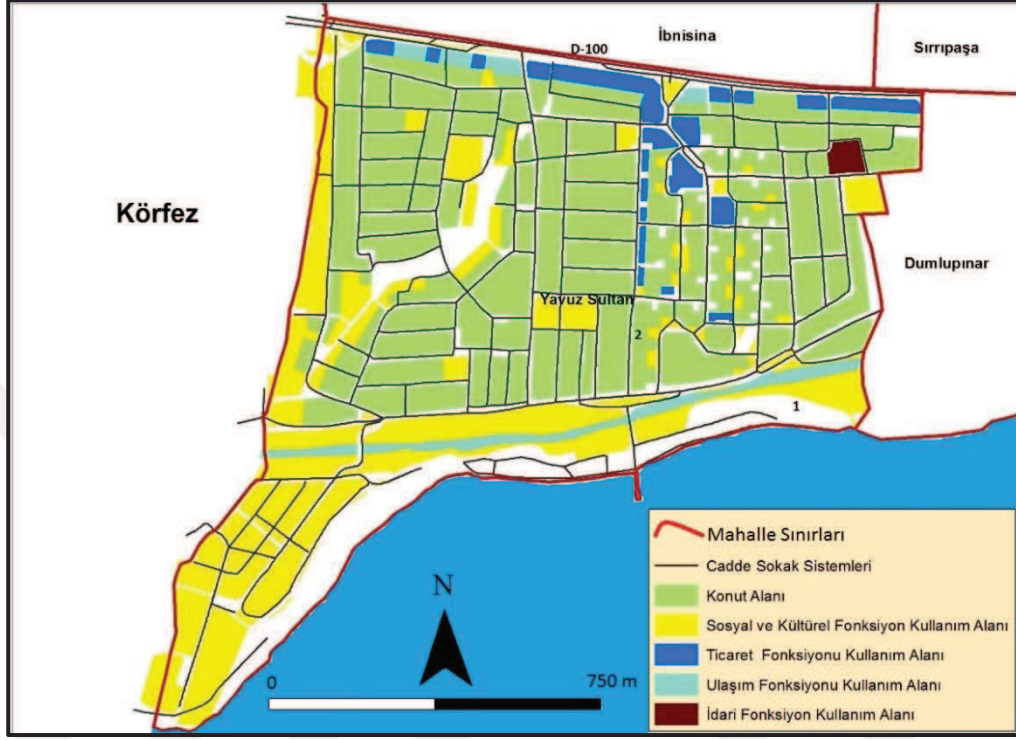 İbnisina
D-100
Sırrıpaşa
Körfez
Dumlupınar
Yavuz Sultan
2
1
N
0
750 m
Mahalle Sınırları
Cadde Sokak Sistemleri
Konut Alanı
Sosyal ve Kültürel Fonksiyon Kullanım Alanı
Ticaret Fonksiyonu Kullanım Alanı
Ulaşım Fonksiyonu Kullanım Alanı
İdari Fonksiyon Kullanım Alanı